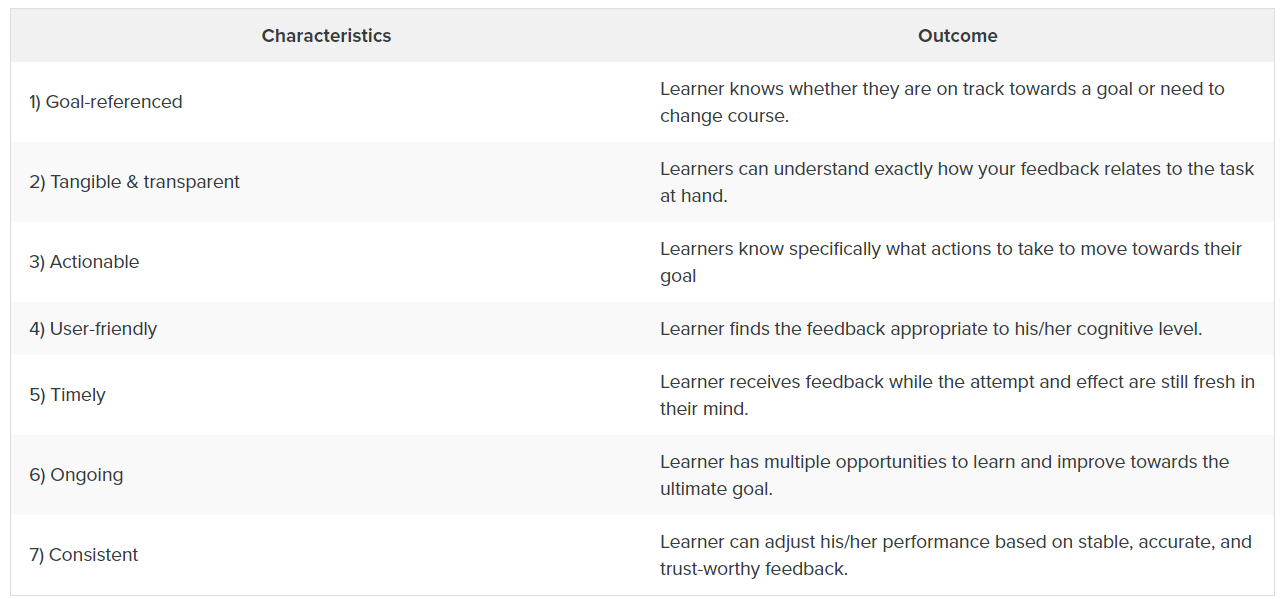 Characteristics Outcome
1) Goal-referenced
Learner knows whether they are on track towards a goal or need to
change course.
2) Tangible & transparent
Learners can understand exactly how your feedback relates to the task
at hand.
3) Actionable
Learners know specifically what actions to take to move towards their
goal
4) User-friendly
Learner finds the feedback appropriate to his/her cognitive level.
5) Timely
Learner receives feedback while the attempt and effect are still fresh in
their mind.
6) Ongoing
Learner has multiple opportunities to learn and improve towards the
ultimate goal.
7) Consistent
Learner can adjust his/her performance based on stable, accurate, and
trust-worthy feedback.